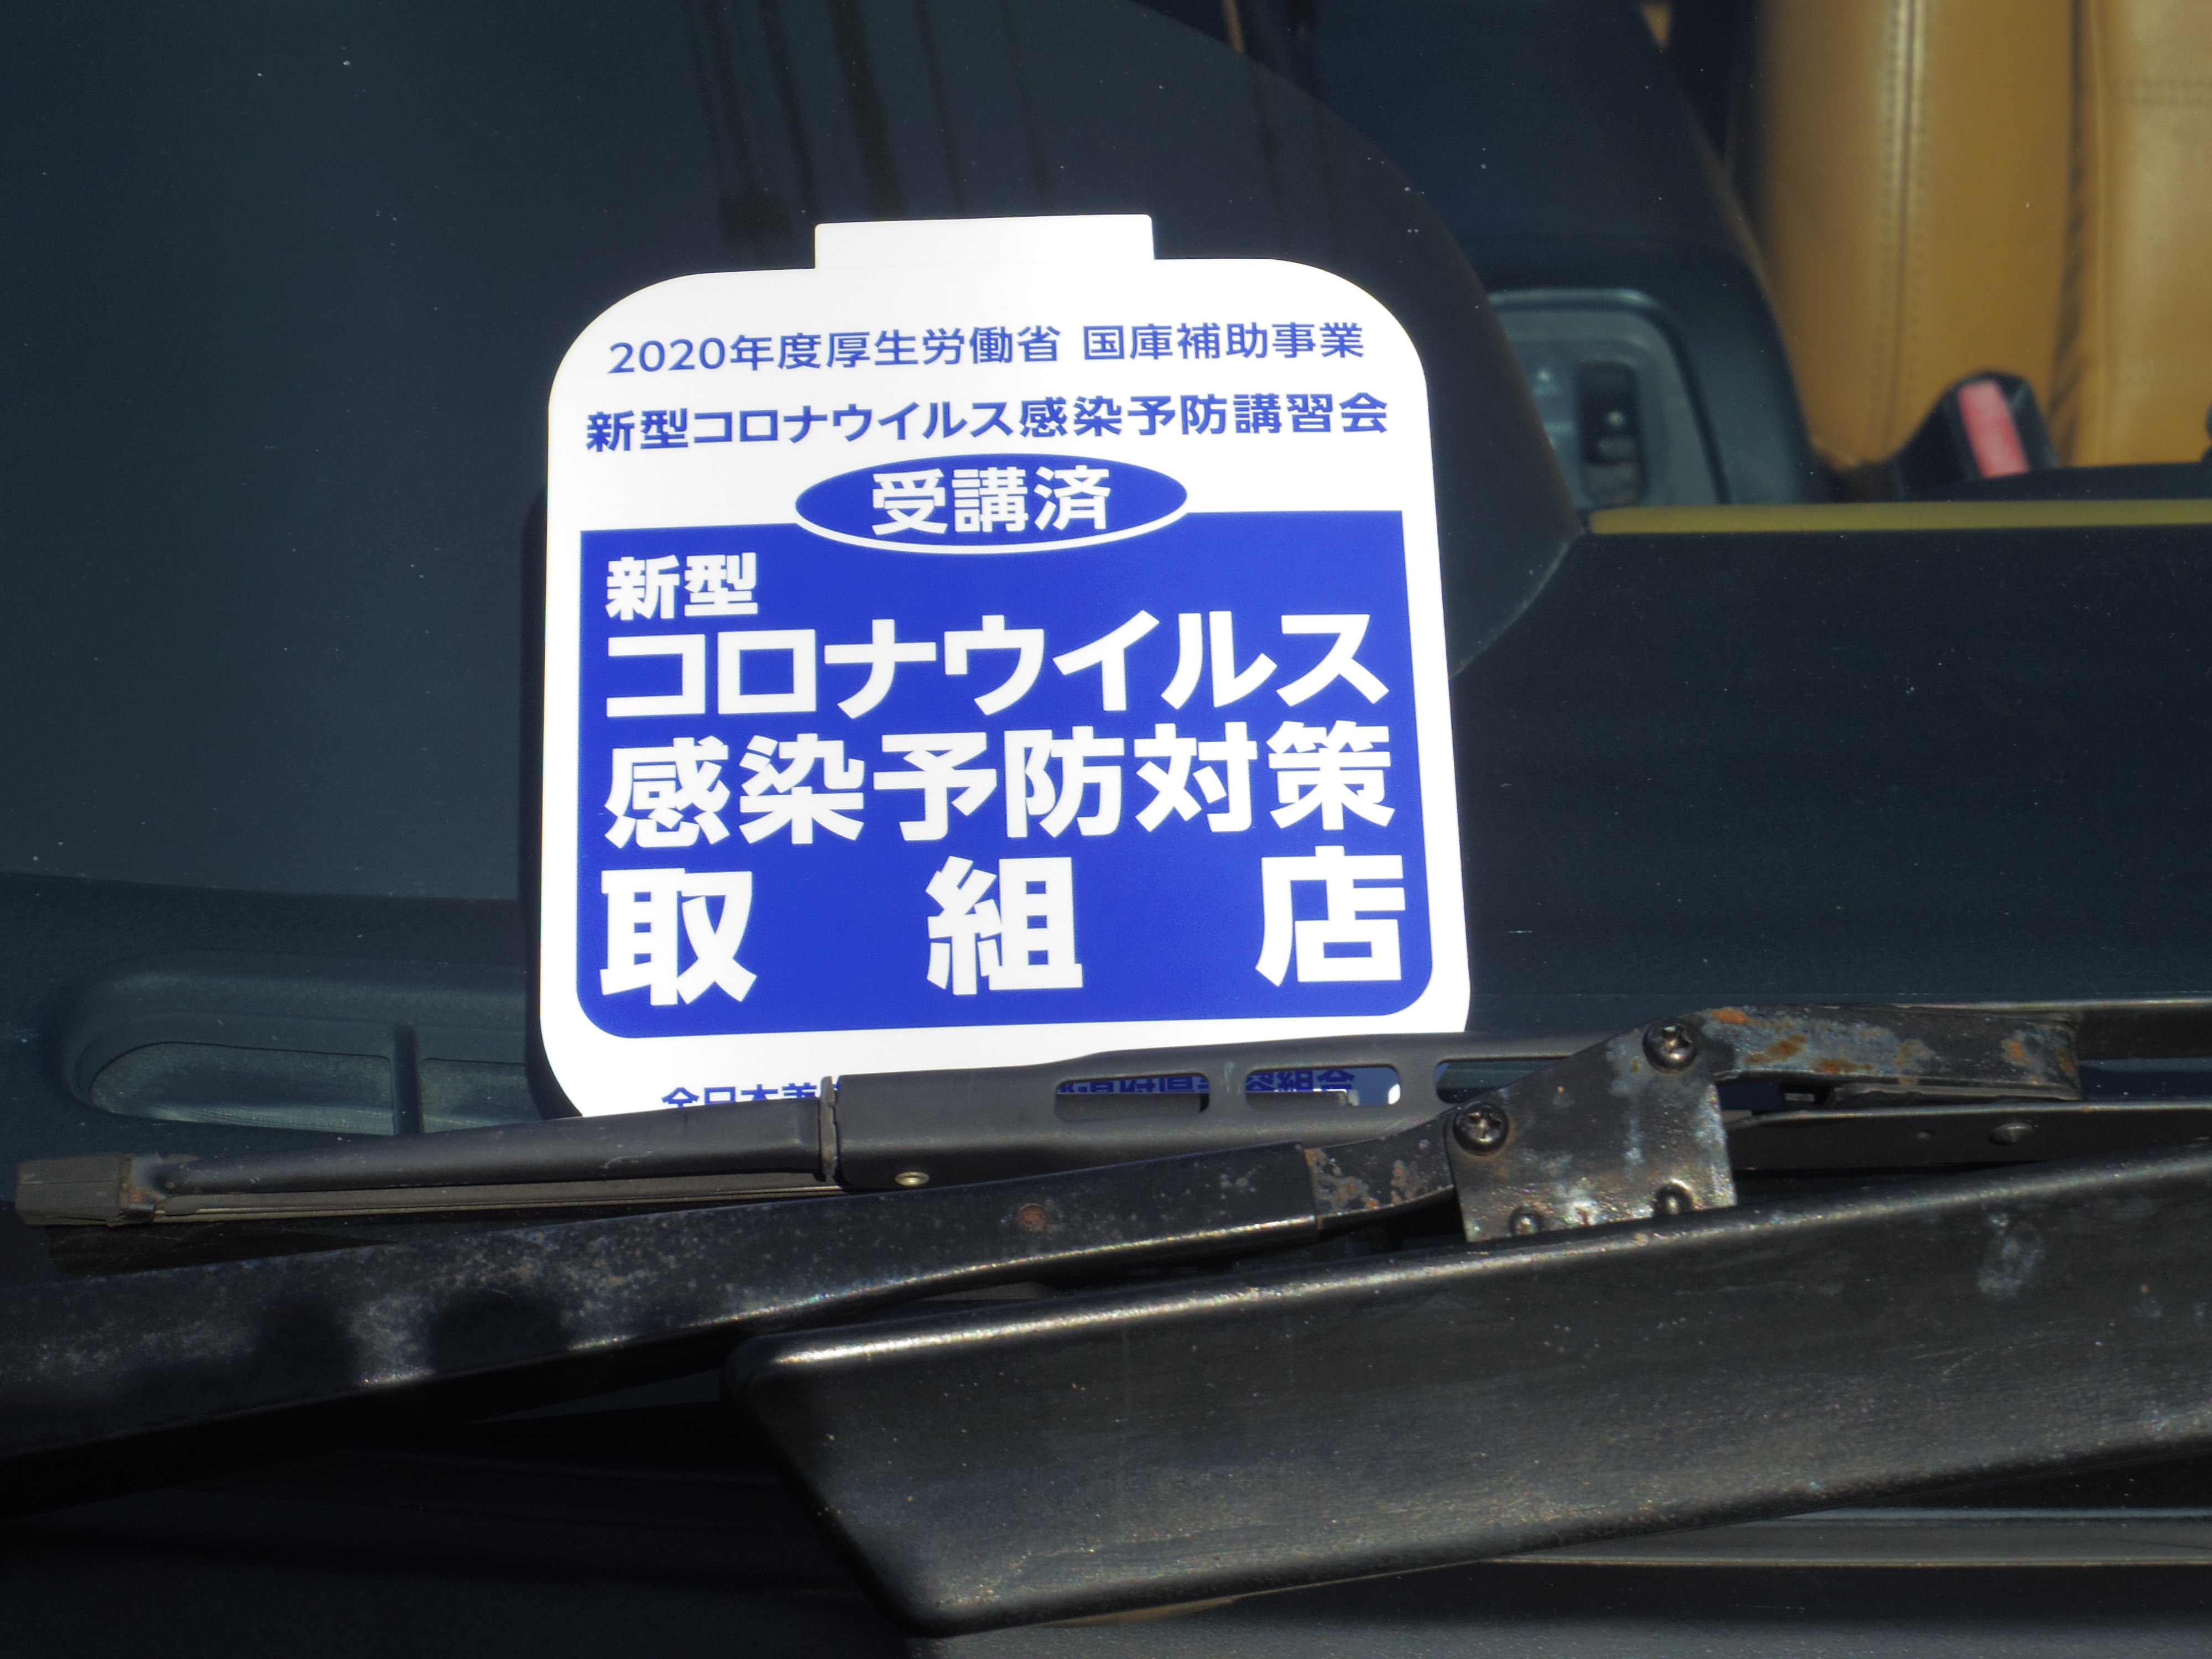 2020年度厚生労働省 国庫補助事業
新型コロナウイルス感染予防講習会
受講済
新型
コロナウイルス
感染予防対策
取組店